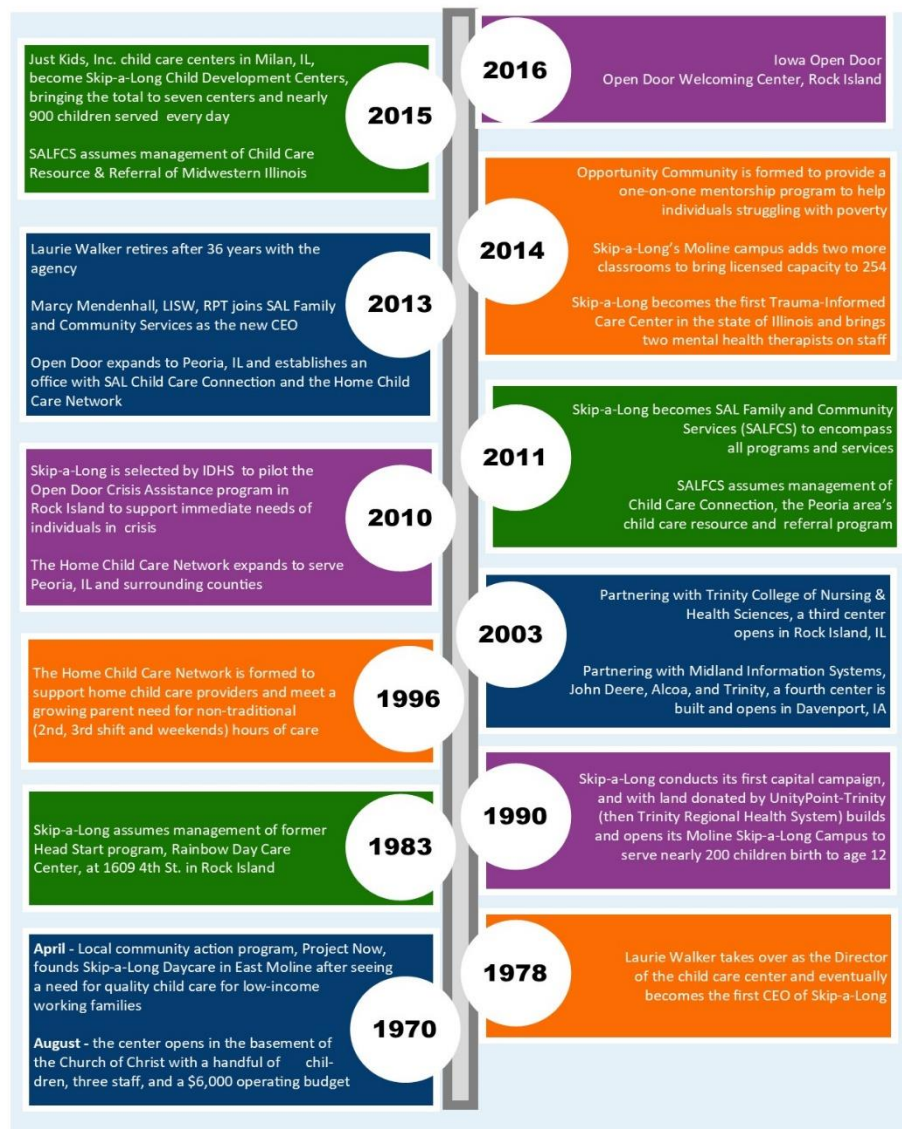 Iowa Open Door
Open Door Welcoming Center, Rock Island
2016
Just Kids, Inc. child care centers in Milan, IL,
become Skip-a-Long Child Development Centers,
bringing the total to seven centers and nearly
900 children served every day
SALFCS assumes management of Child Care
Resource & Referral of Midwestern Illinois
2015
Opportunity Community is formed to provide a
one-on-one mentorship program to help
individuals struggling with poverty
Skip-a-Long's Moline campus adds two more
classrooms to bring licensed capacity to 254
Skip-a-Long becomes the first Trauma-Informed
Care Center in the state of Illinois and brings
two mental health therapists on staff
2014
Laurie Walker retires after 36 years with the
agency
Marcy Mendenhall, LISW, RPT joins SAL Family
and Community Services as the new CEO
Open Door expands to Peoria, IL and establishes an
office with SAL Child Care Connection and the Home Child
Care Network
2013
Skip-a-Long becomes SAL Family and Community
Services (SALFCS) to encompass
all programs and services
SALFCS assumes management of
Child Care Connection, the Peoria area's
child care resource and referral program
2011
Skip-a-Long is selected by IDHS to pilot the
Open Door Crisis Assistance program in
Rock Island to support immediate needs of
individuals in crisis
The Home Child Care Network expands to serve
Peoria, IL and surrounding counties
2010
Partnering with Trinity College of Nursing &
Health Sciences, a third center
opens in Rock Island, IL
Partnering with Midland Information Systems,
John Deere, Alcoa, and Trinity, a fourth center is
built and opens in Davenport, IA
2003
The Home Child Care Network is formed to
support home child care providers and meet a
growing parent need for non-traditional
(2nd, 3rd shift and weekends) hours of care
1996
Skip-a-Long conducts its first capital campaign,
and with land donated by UnityPoint-Trinity
(then Trinity Regional Health System) builds
and opens its Moline Skip-a-Long Campus to
serve nearly 200 children birth to age 12
1990
Skip-a-Long assumes management of former
Head Start program, Rainbow Day Care
Center, at 1609 4th St. in Rock Island
1983
Laurie Walker takes over as the Director
of the child care center and eventually
becomes the first CEO of Skip-a-Long
1978
April - Local community action program, Project Now,
founds Skip-a-Long Daycare in East Moline after seeing
a need for quality child care for low-income
working families
August - the center opens in the basement of
the Church of Christ with a handful of chil-
dren, three staff, and a $6,000 operating budget
1970